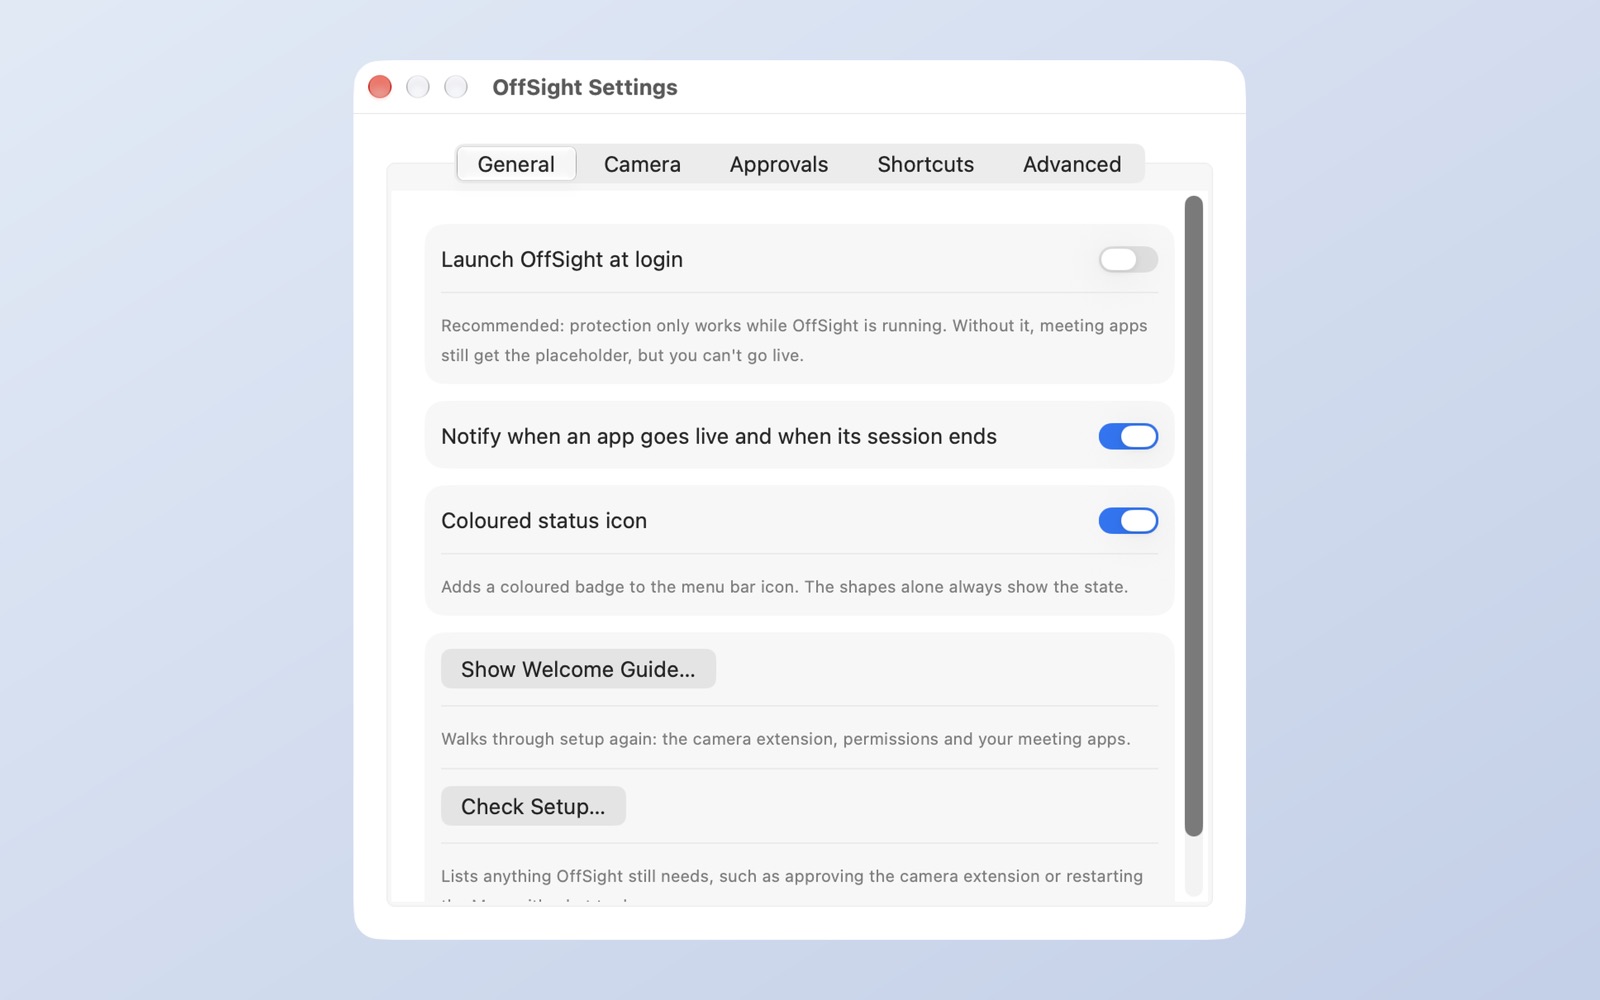 OffSight Settings
General
Camera
Approvals
Shortcuts
Advanced
Launch OffSight at login
Recommended: protection only works while OffSight is running. Without it, meeting apps
still get the placeholder, but you can't go live.
Notify when an app goes live and when its session ends
Coloured status icon
Adds a coloured badge to the menu bar icon. The shapes alone always show the state.
Show Welcome Guide...
Walks through setup again: the camera extension, permissions and your meeting apps.
Check Setup...
Lists anything OffSight still needs, such as approving the camera extension or restarting